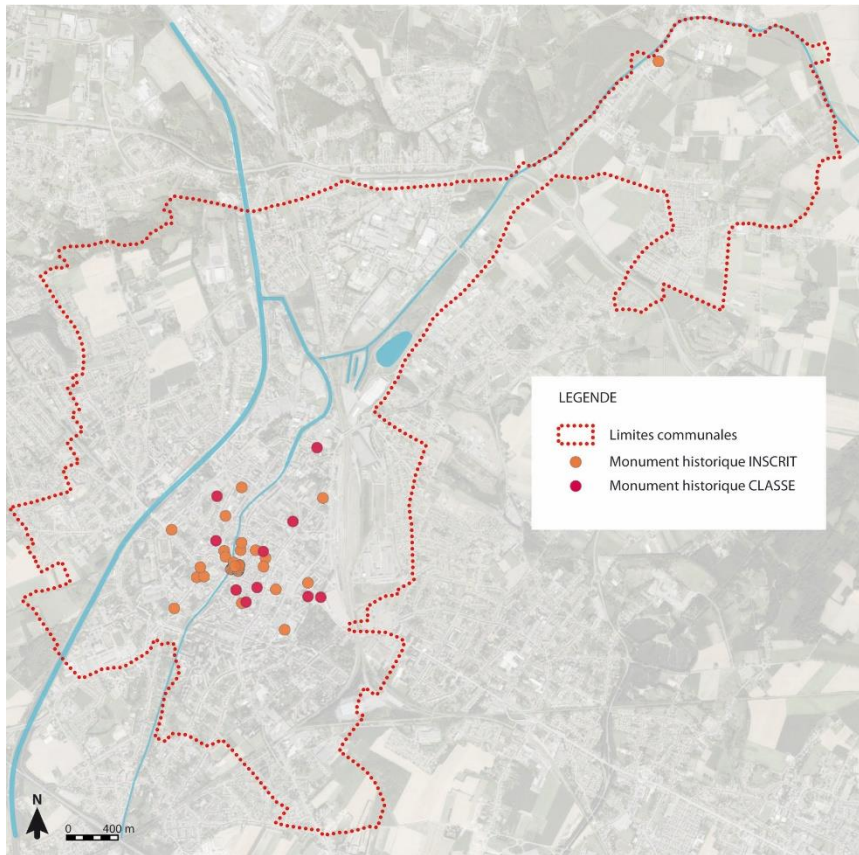 LEGENDE
Limites communales
Monument historique INSCRIT
Monument historique CLASSE
N
0 400 m